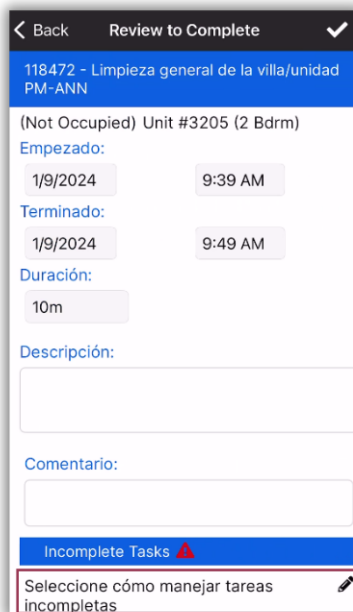 Back Review to Complete
118472 - Limpieza general de la villa/unidad
PM-ANN
(Not Occupied) Unit #3205 (2 Bdrm)
Empezado:
1/9/2024 9:39 AM
Terminado:
1/9/2024 9:49 AM
Duración:
10m
Descripción:
Comentario:
Incomplete Tasks
Seleccione cómo manejar tareas
incompletas